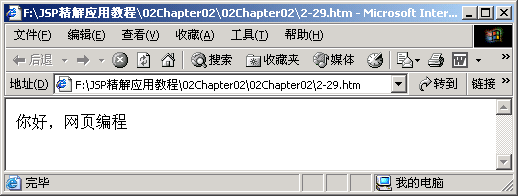 F:\JSP精解应用教程\02Chapter02\02Chapter02\2-29.htm - Microsoft Inter...
文件(F) 编辑(E) 查看(V) 收藏(A) 工具(T) 帮助(H)
后退 搜索 收藏夹 媒体
地址(D) F:\JSP精解应用教程\02Chapter02\02Chapter02\2-29.htm 转到 链接 »
你好，网页编程
完毕 我的电脑